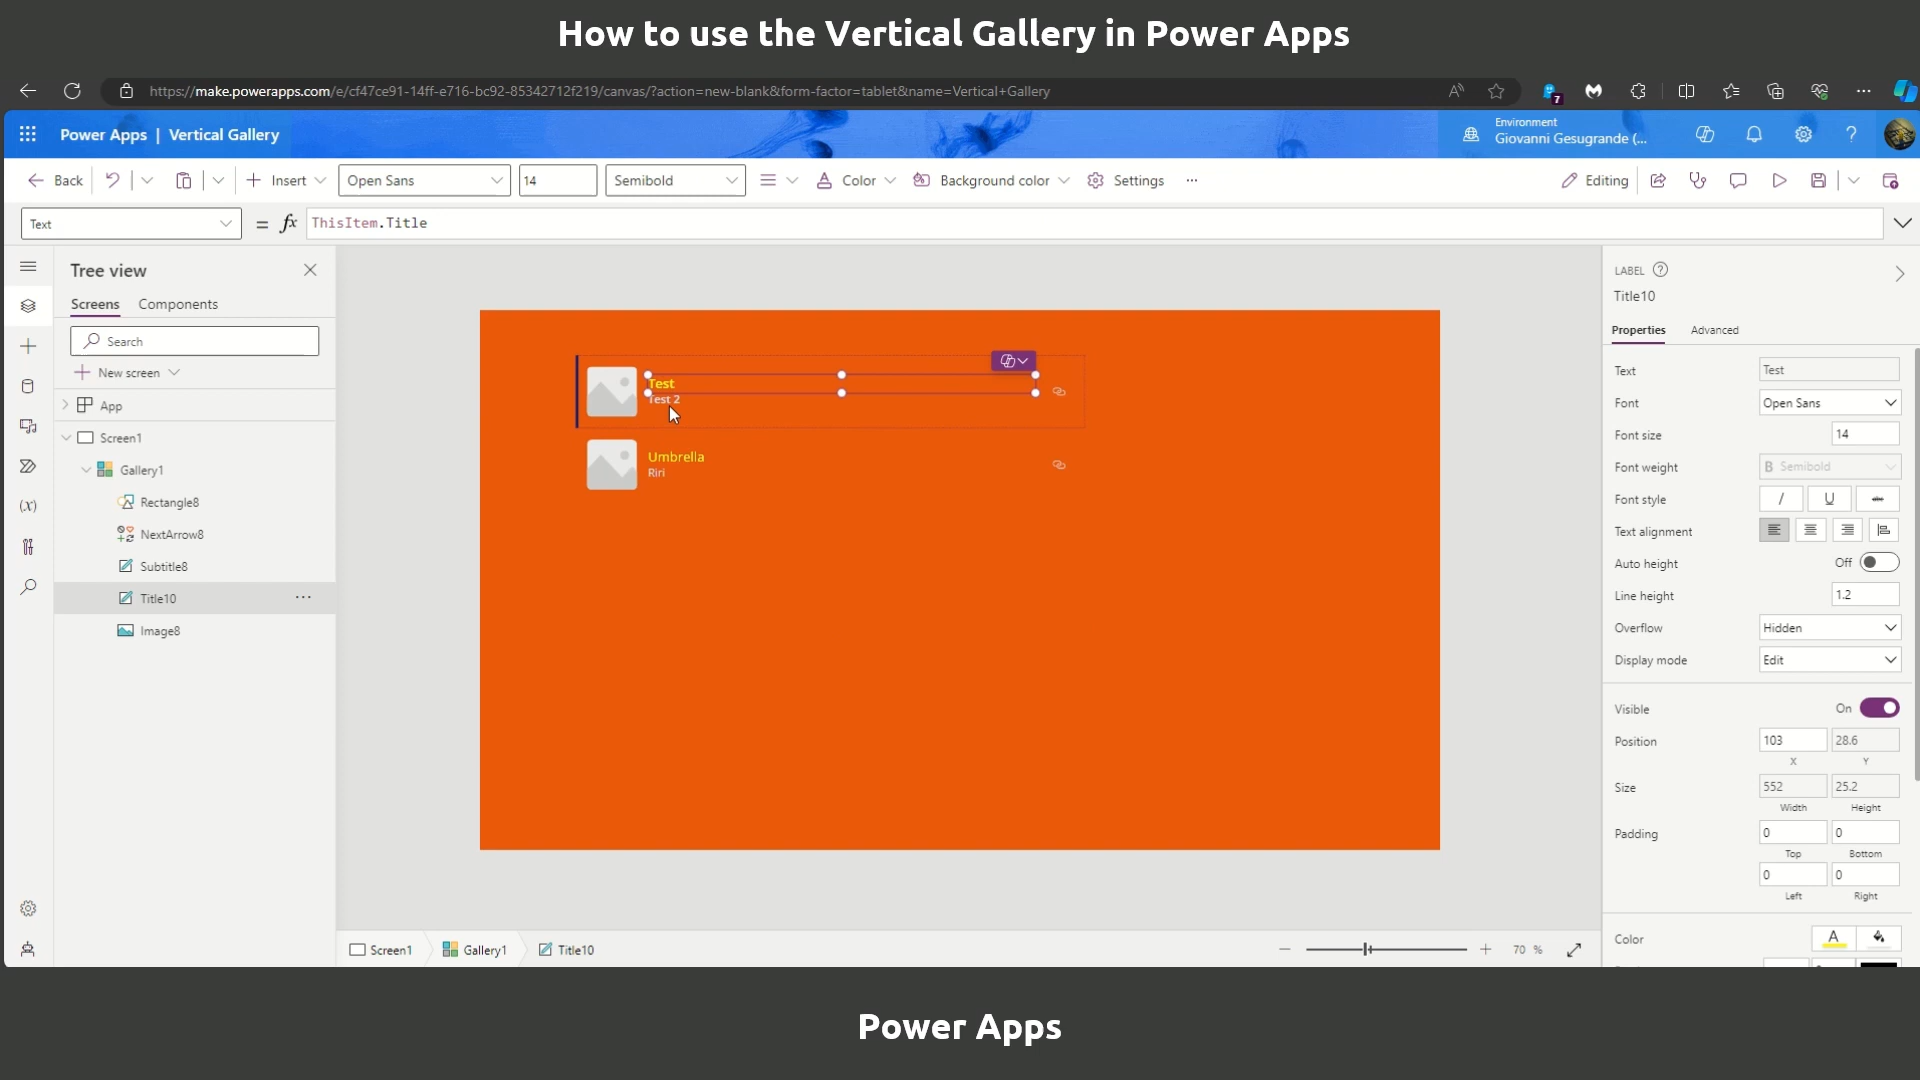 How to use the Vertical Gallery in Power Apps
https://make.powerapps.com/e/cf47ce91-14ff-e716-bc92-85342712f219/canvas/?action=new-blank&form-factor=tablet&name=Vertical+Gallery
7
Power Apps | Vertical Gallery
Environment
Giovanni Gesugrande (...
Back
Insert
Open Sans
14
Semibold
Color
Background color
Settings
Editing
Text
= fx ThisItem.Title
Tree view
Screens Components
Search
New screen
App
Screen1
Gallery1
Rectangle8
NextArrow8
Subtitle8
Title10
Image8
Test
Test 2
Umbrella
Riri
Screen1 Gallery1 Title10
70 %
LABEL
Title10
Properties Advanced
Text Test
Font Open Sans
Font size 14
Font weight B Semibold
Font style / U abc
Text alignment
Auto height Off
Line height 1.2
Overflow Hidden
Display mode Edit
Visible On
Position 103 28.6
X Y
Size 552 25.2
Width Height
Padding 0 0
Top Bottom
0 0
Left Right
Color A
Power Apps